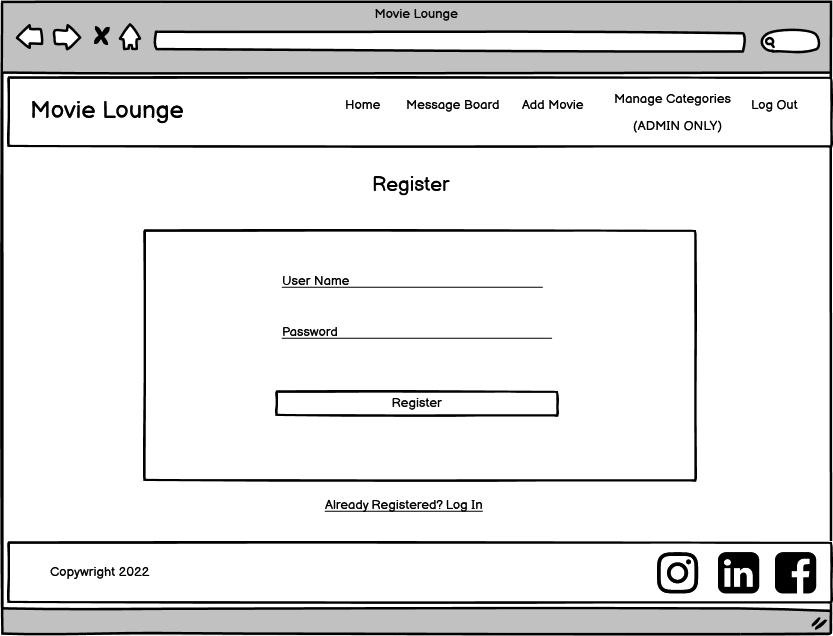 Movie Lounge
Movie Lounge
Home
Message Board
Add Movie
Manage Categories
(ADMIN ONLY)
Log Out
Register
User Name
Password
Register
Already Registered? Log In
Copywright 2022
in